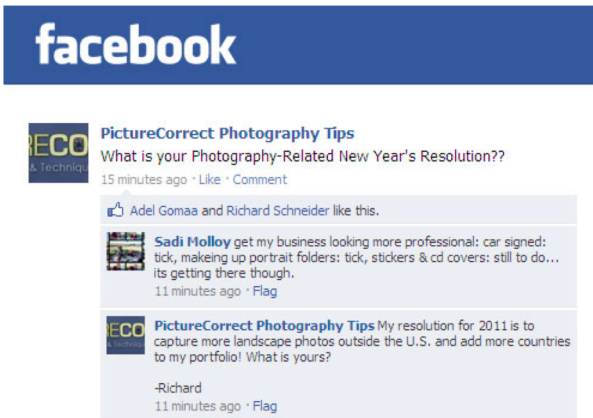 facebook
RECO
& Techniqu
PictureCorrect Photography Tips
What is your Photography-Related New Year's Resolution??
15 minutes ago · Like · Comment
Adel Gomaa and Richard Schneider like this.
Sadi Molloy get my business looking more professional: car signed:
tick, makeing up portrait folders: tick, stickers & cd covers: still to do...
its getting there though.
11 minutes ago · Flag
RECO
PictureCorrect Photography Tips My resolution for 2011 is to
capture more landscape photos outside the U.S. and add more countries
to my portfolio! What is yours?
-Richard
11 minutes ago · Flag